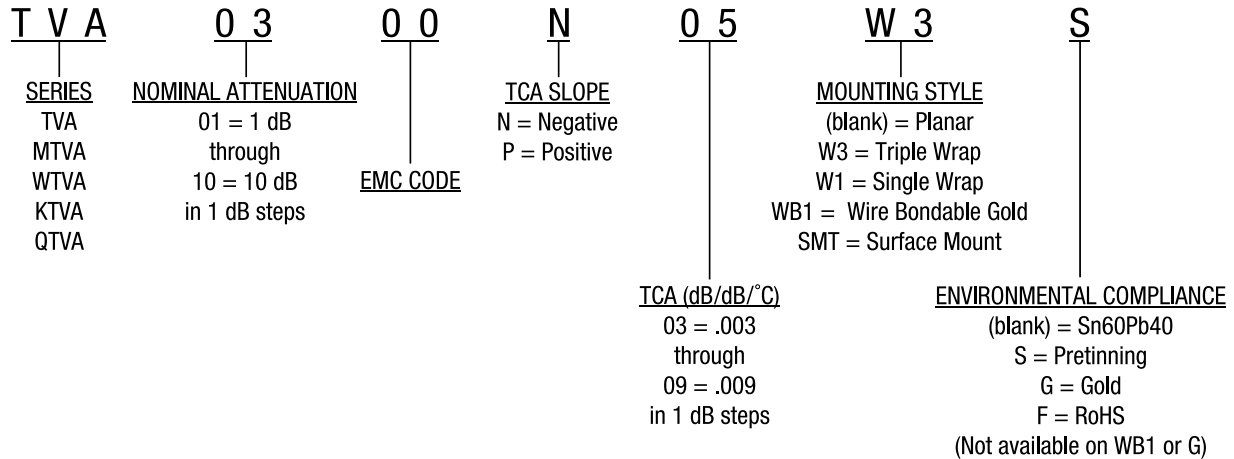 T V A 0 3 0 0 N 0 5 W 3 S
SERIES
TVA
MTVA
WTVA
KTVA
QTVA
NOMINAL ATTENUATION
01 = 1 dB
through
10 = 10 dB
in 1 dB steps
EMC CODE
TCA SLOPE
N = Negative
P = Positive
TCA (dB/dB/˚C)
03 = .003
through
09 = .009
in 1 dB steps
MOUNTING STYLE
(blank) = Planar
W3 = Triple Wrap
W1 = Single Wrap
WB1 = Wire Bondable Gold
SMT = Surface Mount
ENVIRONMENTAL COMPLIANCE
(blank) = Sn60Pb40
S = Pretinning
G = Gold
F = RoHS
(Not available on WB1 or G)